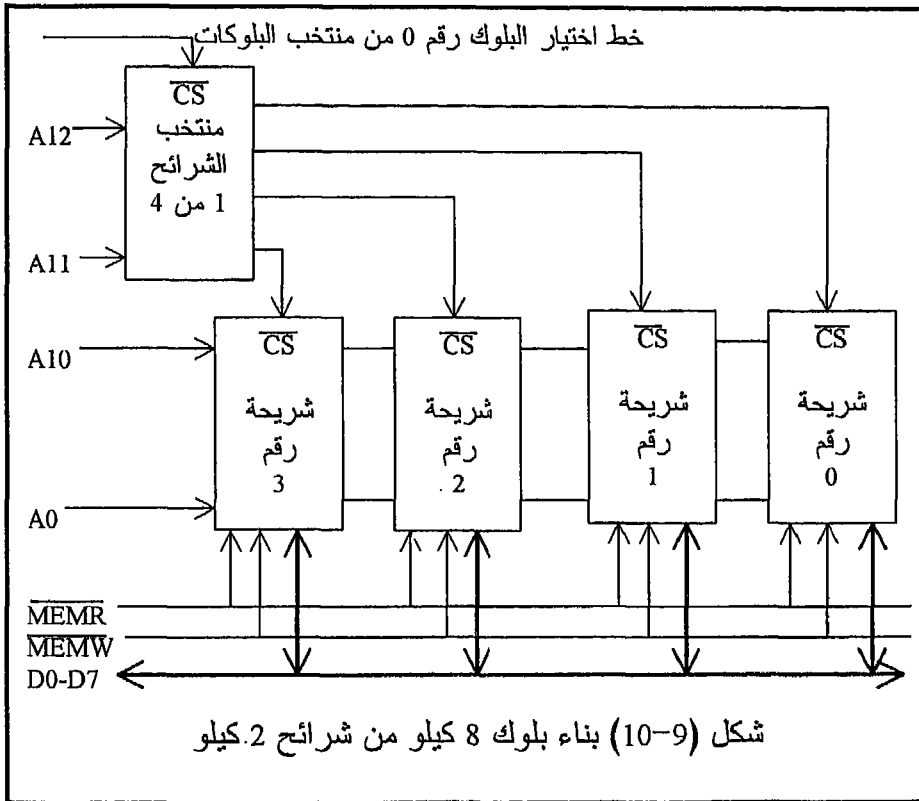 خط اختيار البلوك رقم 0 من منتخب البلوكات
CS
منتخب
الشرائح
1 من 4
A12
A11
A10
A0
CS
شريحة
رقم
3
CS
شريحة
رقم
2
CS
شريحة
رقم
1
CS
شريحة
رقم
0
MEMR
MEMW
D0-D7
شكل (9-10) بناء بلوك 8 كيلو من شرائح 2 كيلو